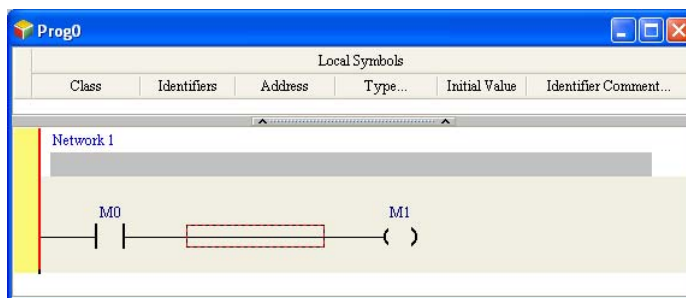 Prog0
Local Symbols
Class Identifiers Address Type... Initial Value Identifier Comment...
Network 1
M0 M1